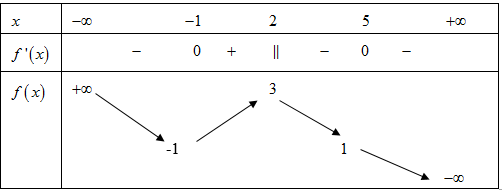 x −∞ −1 2 5 +∞
f '(x) − 0 + || − 0 −
f(x) +∞ 3
-1 1
−∞